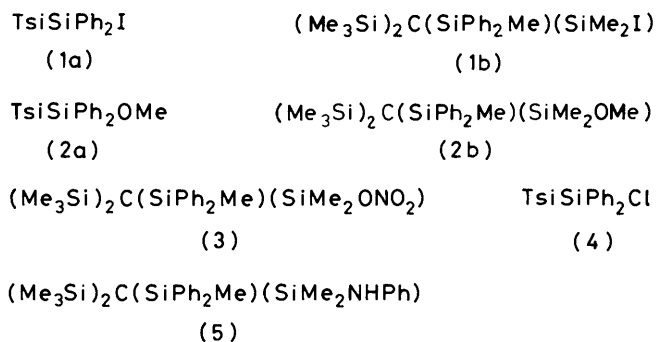 TsiSiPh₂I (Me₃Si)₂C(SiPh₂Me)(SiMe₂I)
(1a) (1b)
TsiSiPh₂OMe (Me₃Si)₂C(SiPh₂Me)(SiMe₂OMe)
(2a) (2b)
(Me₃Si)₂C(SiPh₂Me)(SiMe₂ONO₂) TsiSiPh₂Cl
(3) (4)
(Me₃Si)₂C(SiPh₂Me)(SiMe₂NHPh)
(5)